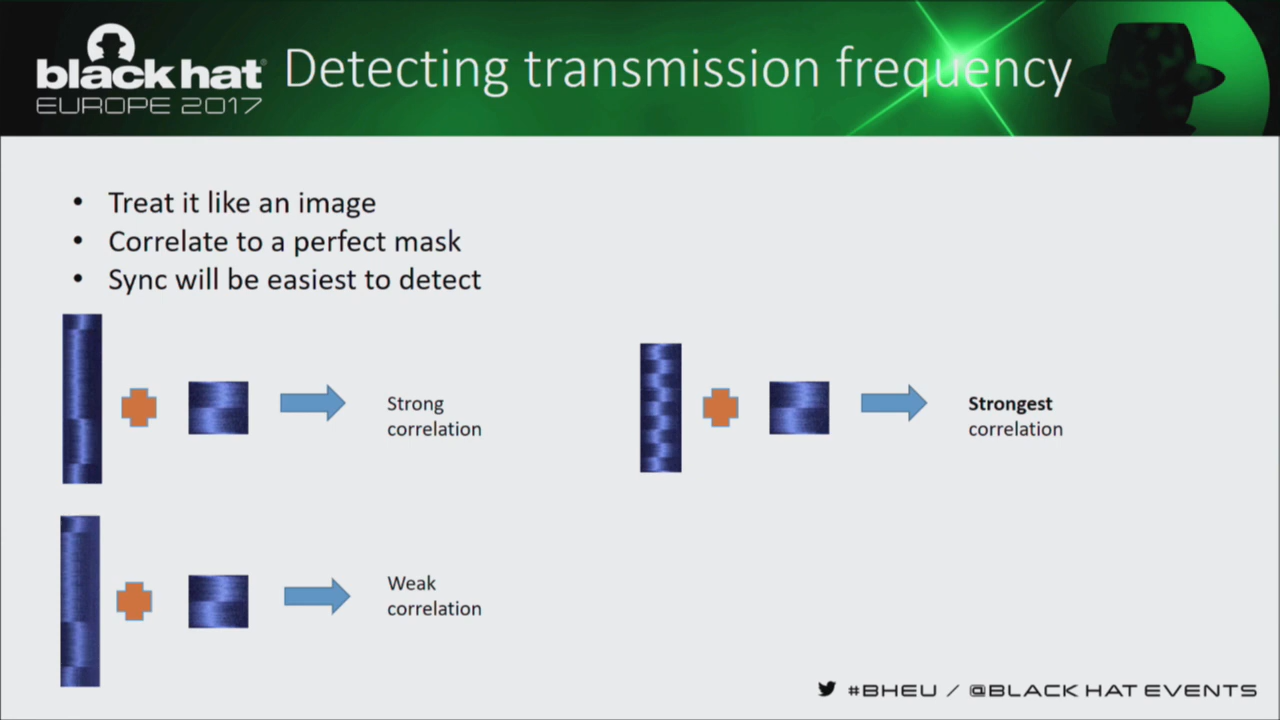 black hat®
EUROPE 2017
Detecting transmission frequency
• Treat it like an image
• Correlate to a perfect mask
• Sync will be easiest to detect
Strong
correlation
Strongest
correlation
Weak
correlation
#BHEU / @BLACK HAT EVENTS